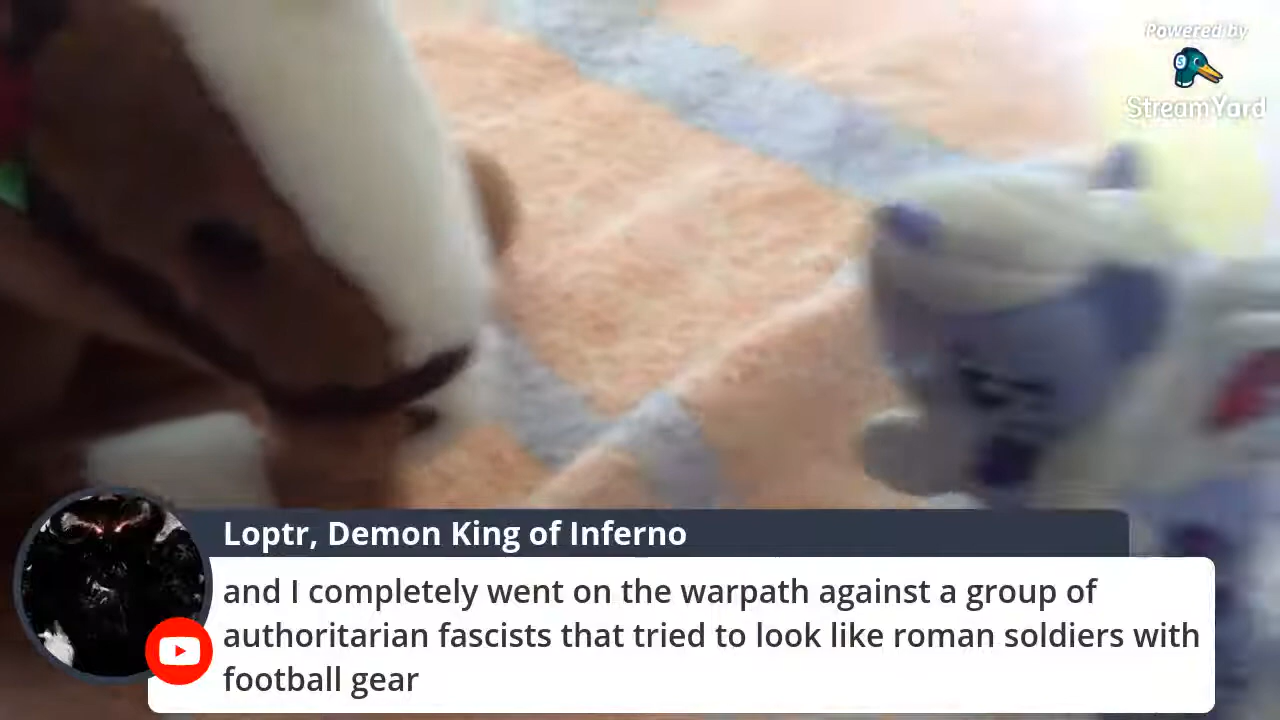 Powered by
StreamYard
Loptr, Demon King of Inferno
and I completely went on the warpath against a group of
authoritarian fascists that tried to look like roman soldiers with
football gear